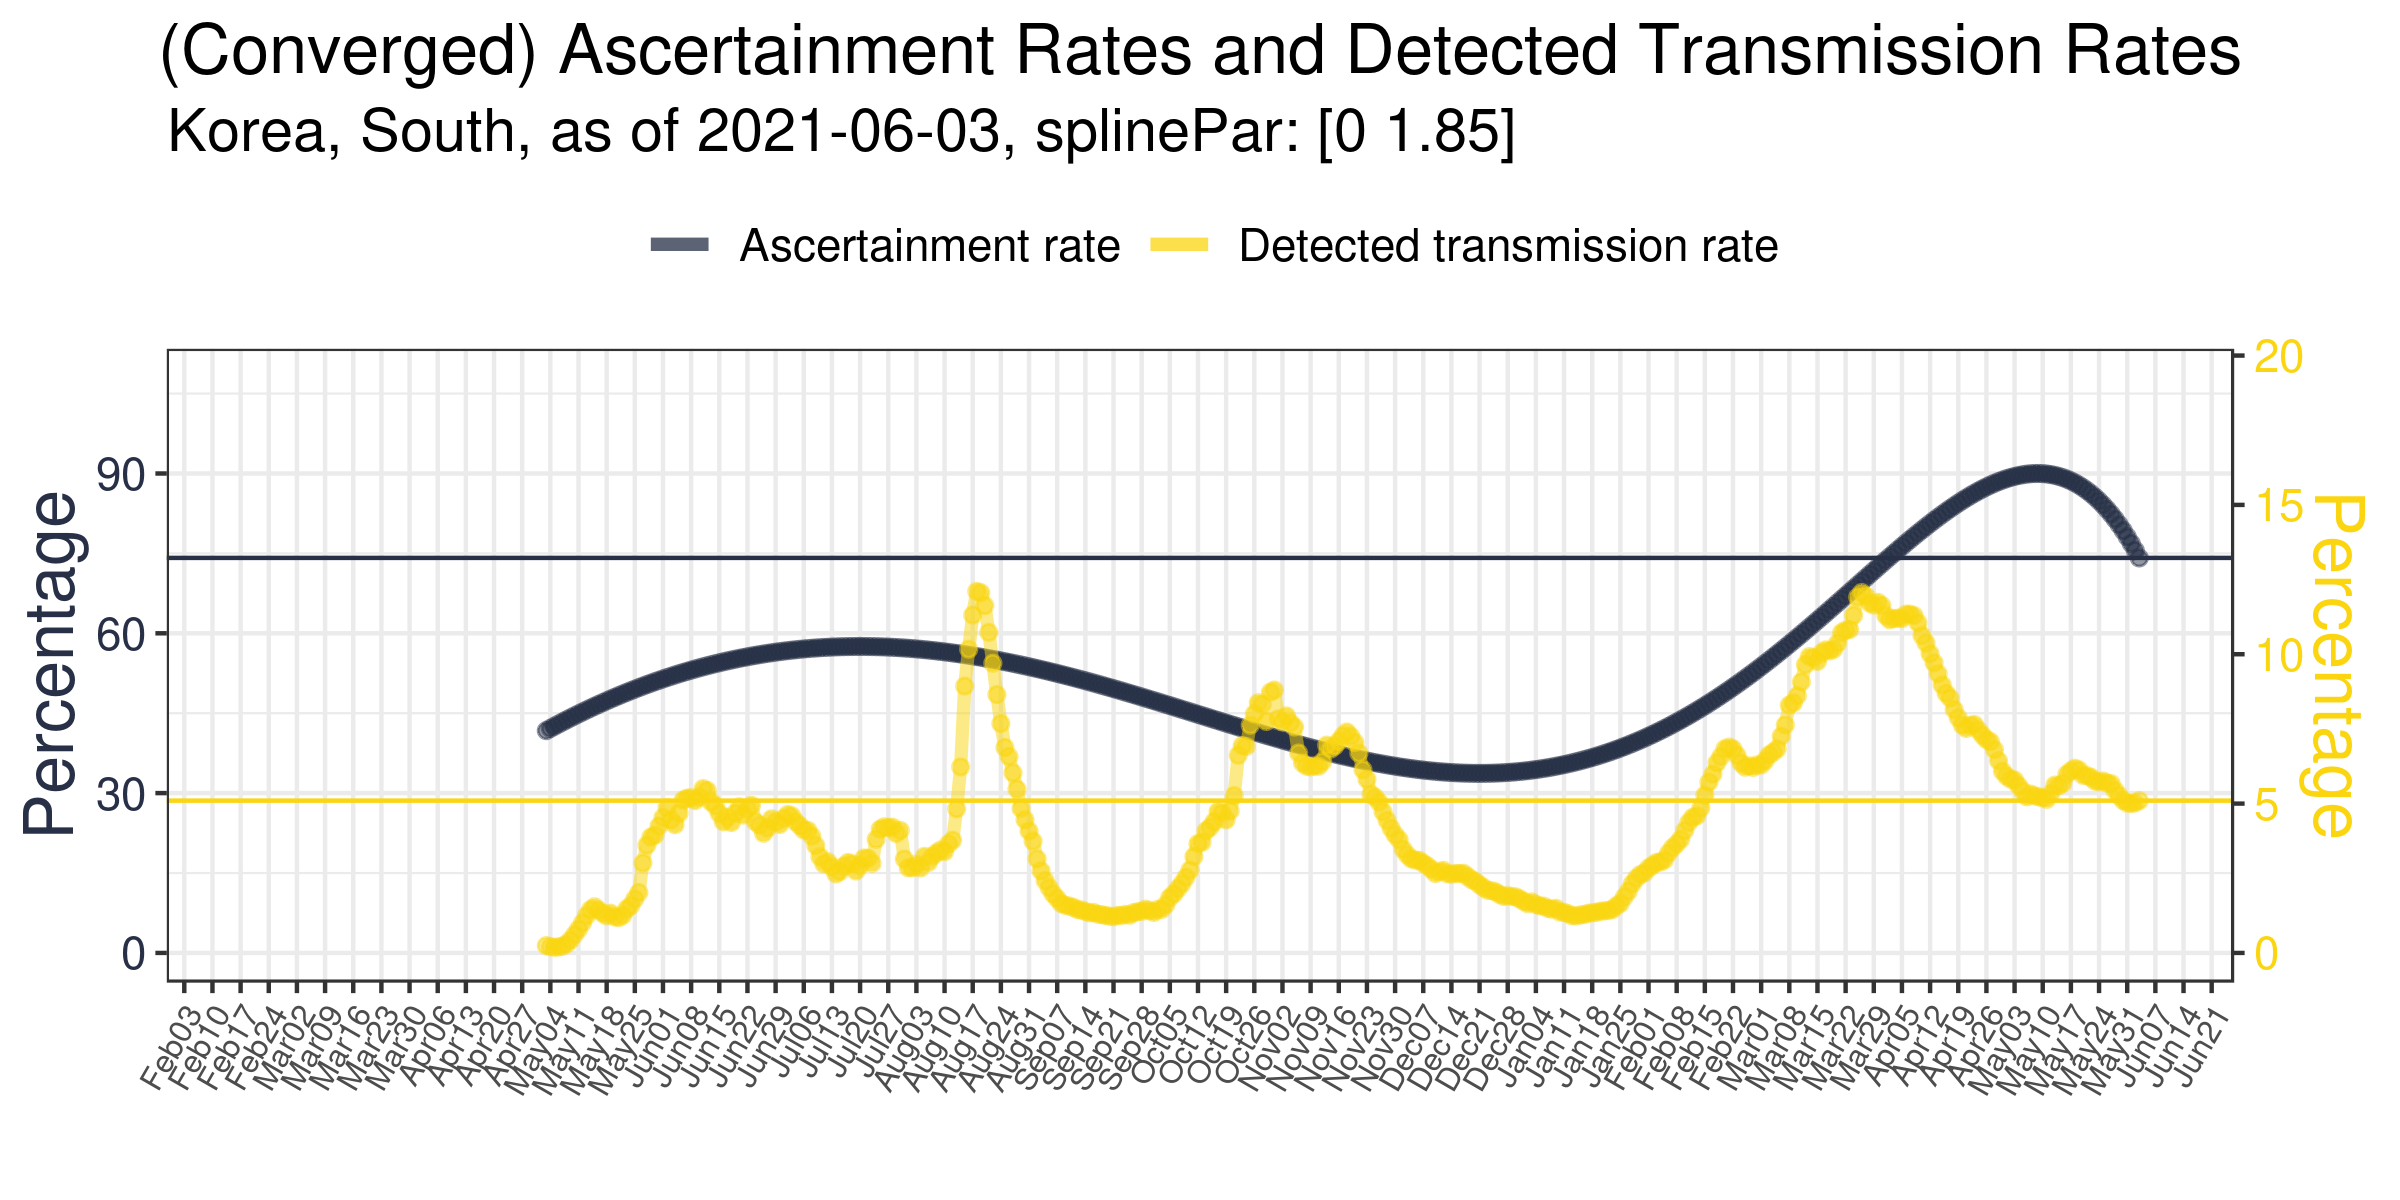 (Converged) Ascertainment Rates and Detected Transmission Rates
Korea, South, as of 2021-06-03, splinePar: [0 1.85]
Ascertainment rate
Detected transmission rate
Percentage
90
60
30
0
20
15
10
5
0
Percentage
Feb03
Feb10
Feb17
Feb24
Mar02
Mar09
Mar16
Mar23
Mar30
Apr06
Apr13
Apr20
Apr27
May04
May11
May18
May25
Jun01
Jun08
Jun15
Jun22
Jun29
Jul06
Jul13
Jul20
Jul27
Aug03
Aug10
Aug17
Aug24
Aug31
Sep07
Sep14
Sep21
Sep28
Oct05
Oct12
Oct19
Oct26
Nov02
Nov09
Nov16
Nov23
Nov30
Dec07
Dec14
Dec21
Dec28
Jan04
Jan11
Jan18
Jan25
Feb01
Feb08
Feb15
Feb22
Mar01
Mar08
Mar15
Mar22
Mar29
Apr05
Apr12
Apr19
Apr26
May03
May10
May17
May24
May31
Jun07
Jun14
Jun21